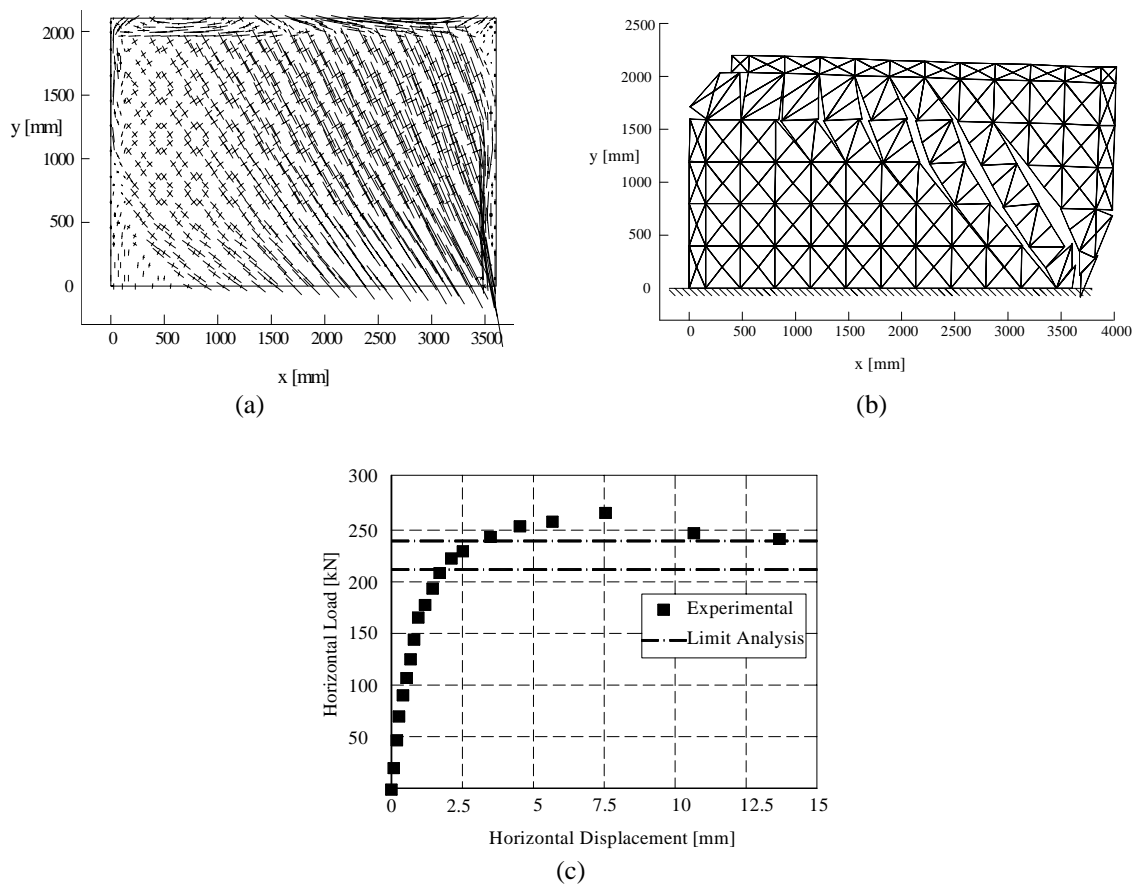 2000
1500
y [mm]
1000
500
0
0 500 1000 1500 2000 2500 3000 3500
x [mm]
(a)
2500
2000
1500
y [mm]
1000
500
0
0 500 1000 1500 2000 2500 3000 3500 4000
x [mm]
(b)
300
250
200
150
100
50
Horizontal Load [kN]
Experimental
Limit Analysis
0 2.5 5 7.5 10 12.5 15
Horizontal Displacement [mm]
(c)